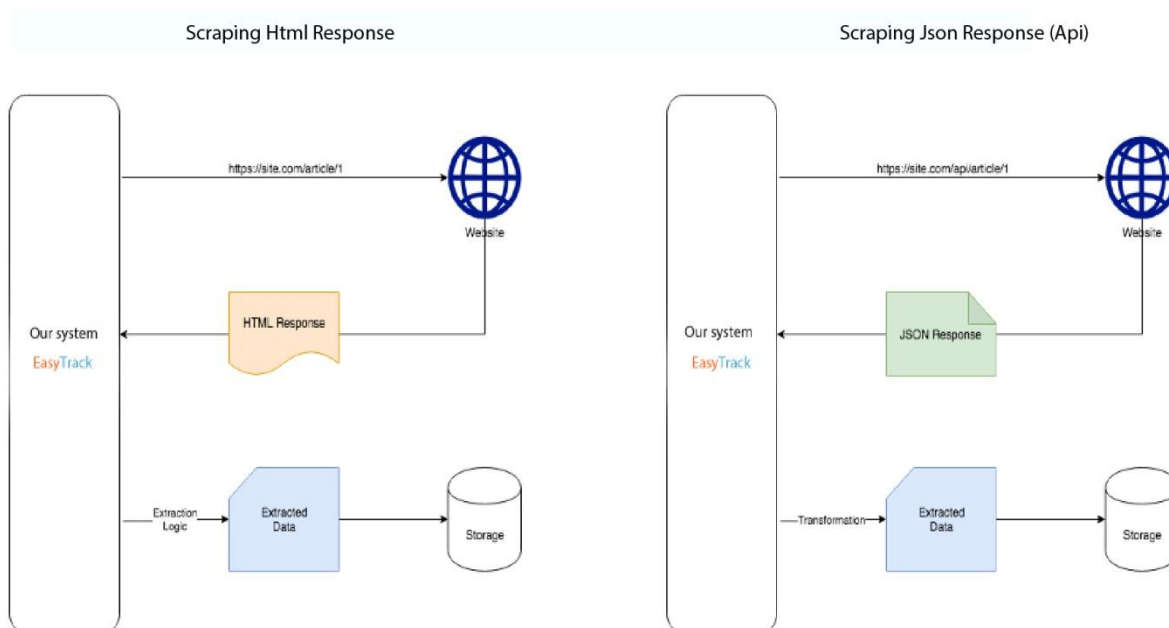 Scraping Html Response
https://site.com/article/1
Website
HTML Response
Our system
EasyTrack
Extraction
Logic
Extracted
Data
Storage
Scraping Json Response (Api)
https://site.com/api/article/1
Website
JSON Response
Our system
EasyTrack
Transformation
Extracted
Data
Storage